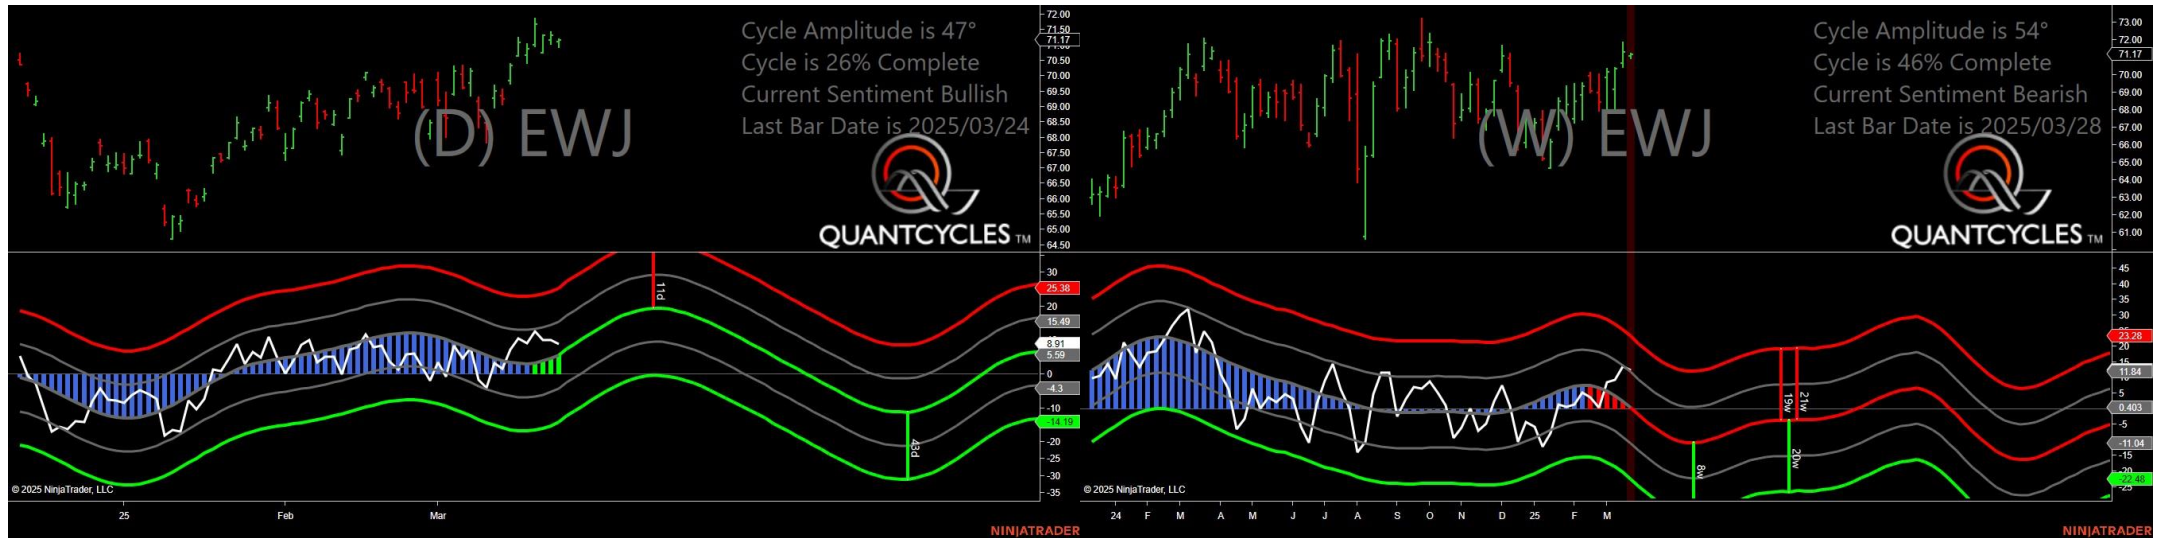 Cycle Amplitude is 47°
Cycle is 26% Complete
Current Sentiment Bullish
Last Bar Date is 2025/03/24
(D) EWJ
QUANTCYCLES TM
72.00
71.50
71.17
70.50
70.00
69.50
69.00
68.50
68.00
67.50
67.00
66.50
66.00
65.50
65.00
64.50
30
25.38
20
15.49
8.91
5.59
0
-4.3
-10
-14.19
-20
-25
-30
-35
11d
43d
© 2025 NinjaTrader, LLC
25 Feb Mar
NINJATRADER
Cycle Amplitude is 54°
Cycle is 46% Complete
Current Sentiment Bearish
Last Bar Date is 2025/03/28
(W) EWJ
QUANTCYCLES TM
73.00
72.00
71.17
70.00
69.00
68.00
67.00
66.00
65.00
64.00
63.00
62.00
61.00
45
40
35
30
23.28
20
15
11.84
5
0.403
-5
-11.04
-15
-20
-22.48
-25
8w
19w
21w
20w
© 2025 NinjaTrader, LLC
24 F M A M J J A S O N D 25 F M
NINJATRADER